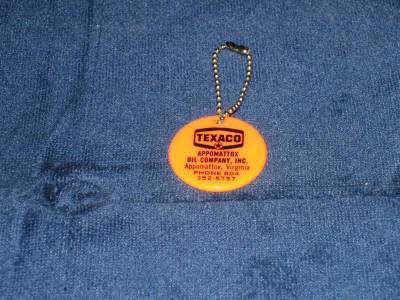 TEXACO
APPOMATTOX
OIL COMPANY, INC.
Appomattox, Virginia
PHONE 804
352-5757